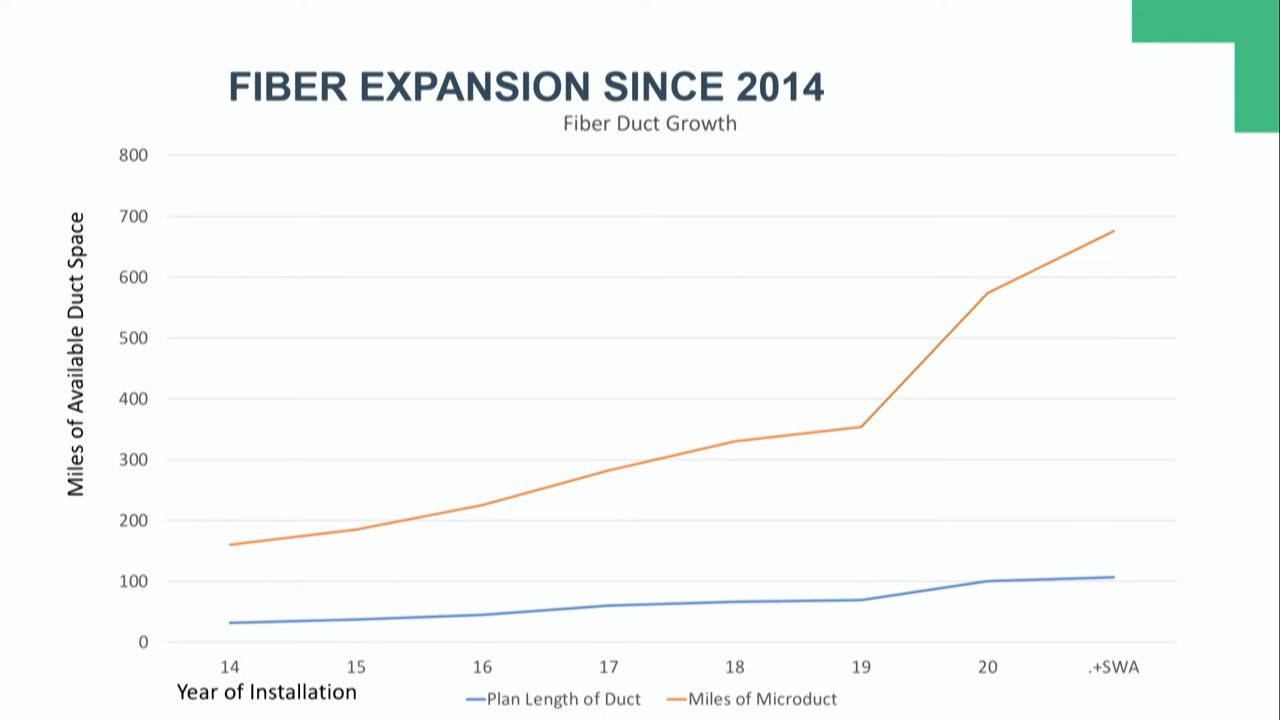 FIBER EXPANSION SINCE 2014
Fiber Duct Growth
Miles of Available Duct Space
800
700
600
500
400
300
200
100
0
14 15 16 17 18 19 20 .+SWA
Year of Installation
Plan Length of Duct Miles of Microduct